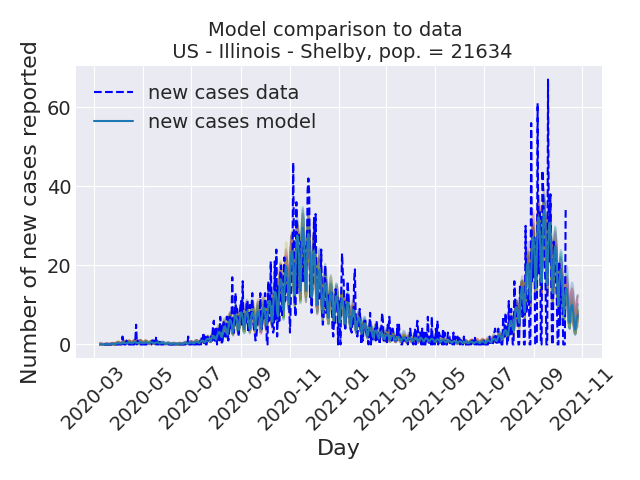 Model comparison to data
US - Illinois - Shelby, pop. = 21634
new cases data
new cases model
Number of new cases reported
60
40
20
0
2020-03
2020-05
2020-07
2020-09
2020-11
2021-01
2021-03
2021-05
2021-07
2021-09
2021-11
Day